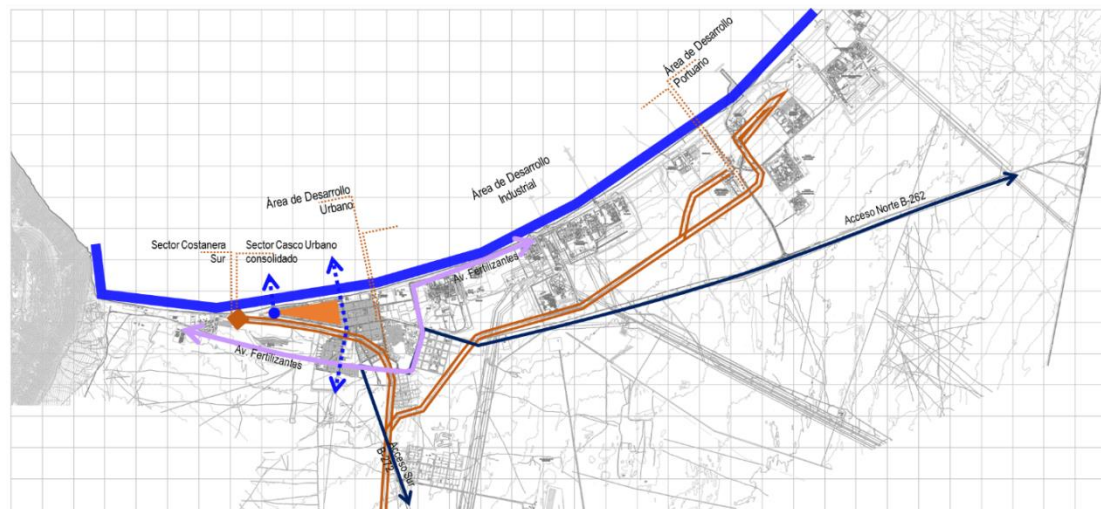 Área de Desarrollo
Portuario
Área de Desarrollo
Industrial
Área de Desarrollo
Urbano
Sector Costanera
Sur
Sector Casco Urbano
consolidado
Av. Fertilizantes
Acceso Norte B-262
Av. Fertilizantes
Acceso Sur
B-272